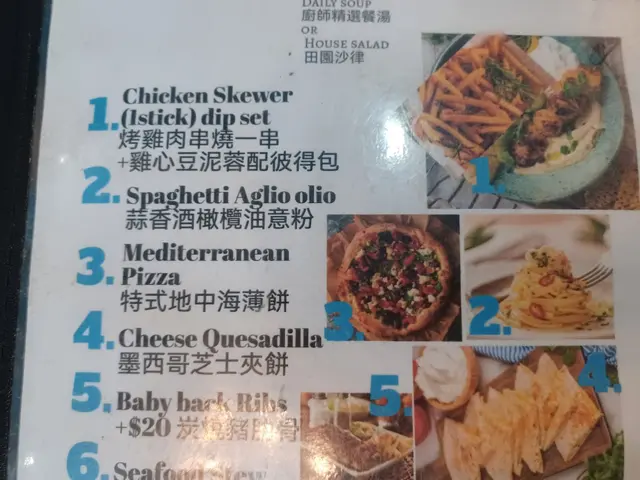 DAILY SOUP
廚師精選餐湯
OR
HOUSE SALAD
田園沙律
1. Chicken Skewer
(1stick) dip set
烤雞肉串燒一串
+雞心豆泥蓉配彼得包
2. Spaghetti Aglio olio
蒜香酒橄欖油意粉
3. Mediterranean
Pizza
特式地中海薄餅
4. Cheese Quesadilla
墨西哥芝士夾餅
5. Baby back Ribs
+$20 炭燒豬肋骨
6. Seafood Stew
1.
3.
2.
5.
4.